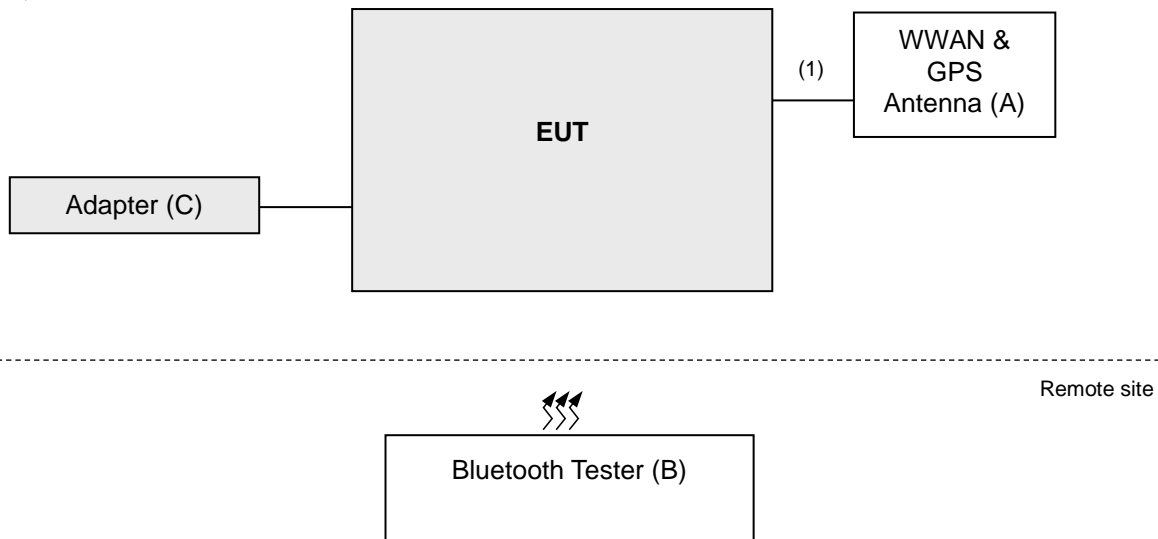 WWAN &
GPS
Antenna (A)
(1)
EUT
Adapter (C)
Remote site
Bluetooth Tester (B)